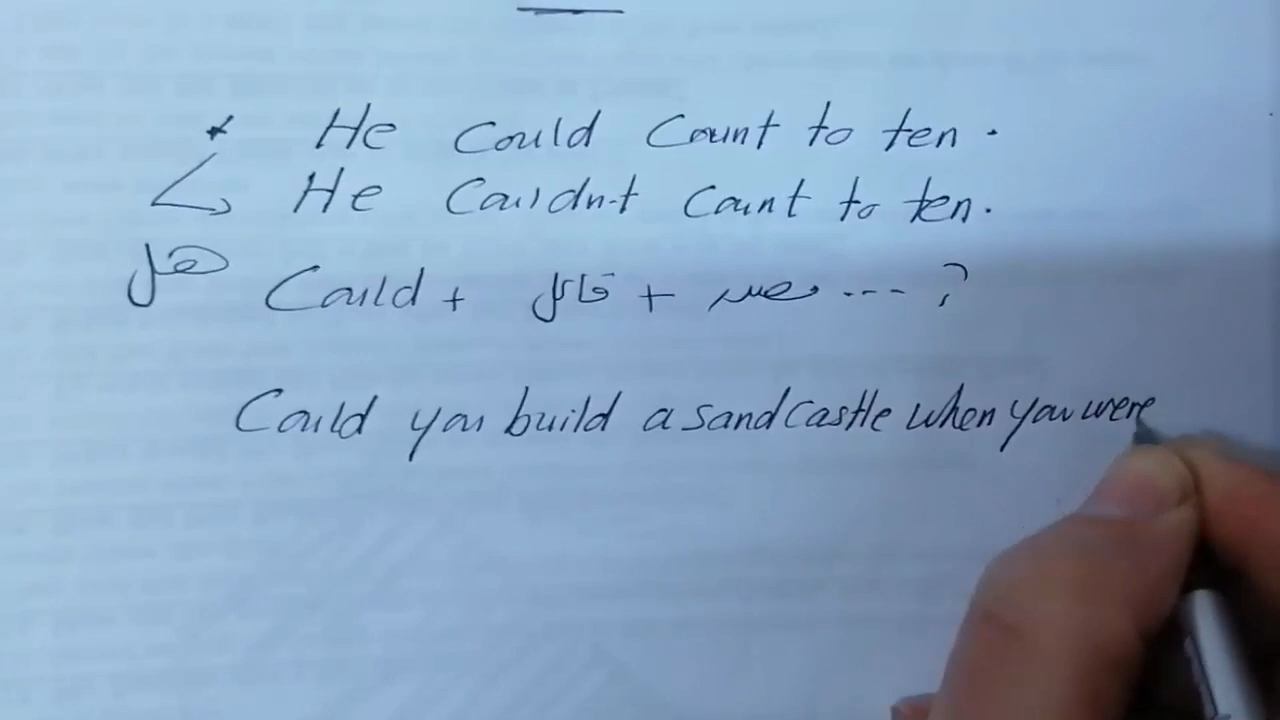 He could count to ten.
He Couldn't count to ten.
هل Could + فاعل + مصدر ... ?
Could you build a sandcastle when you were